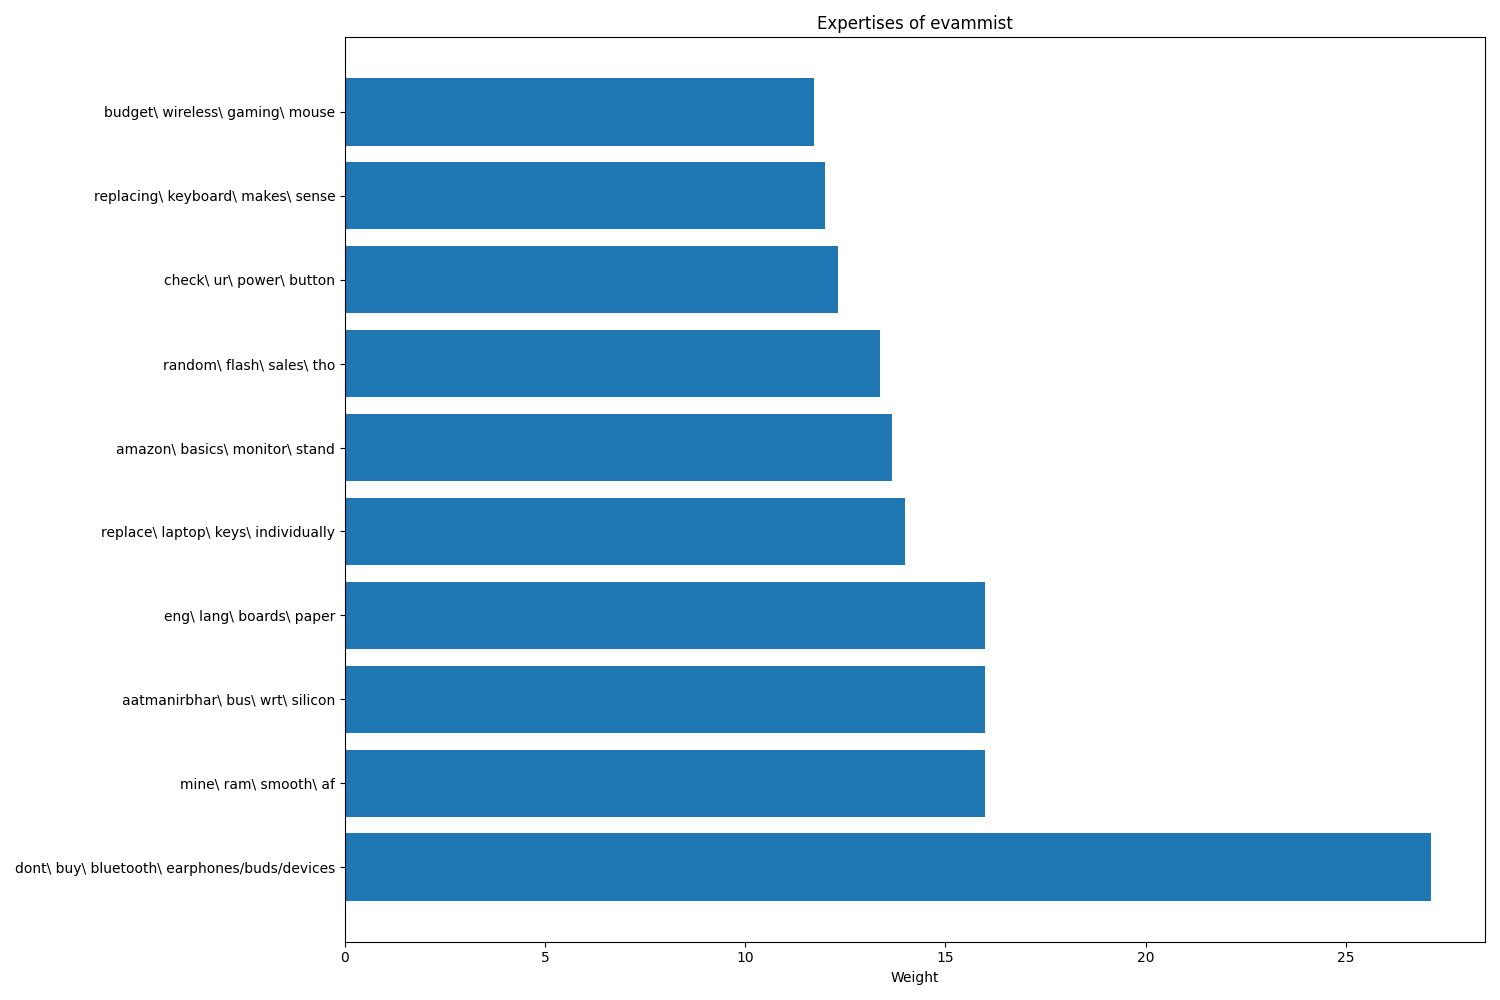 Expertises of evammist
budget\ wireless\ gaming\ mouse
replacing\ keyboard\ makes\ sense
check\ ur\ power\ button
random\ flash\ sales\ tho
amazon\ basics\ monitor\ stand
replace\ laptop\ keys\ individually
eng\ lang\ boards\ paper
aatmanirbhar\ bus\ wrt\ silicon
mine\ ram\ smooth\ af
dont\ buy\ bluetooth\ earphones/buds/devices
0 5 10 15 20 25
Weight